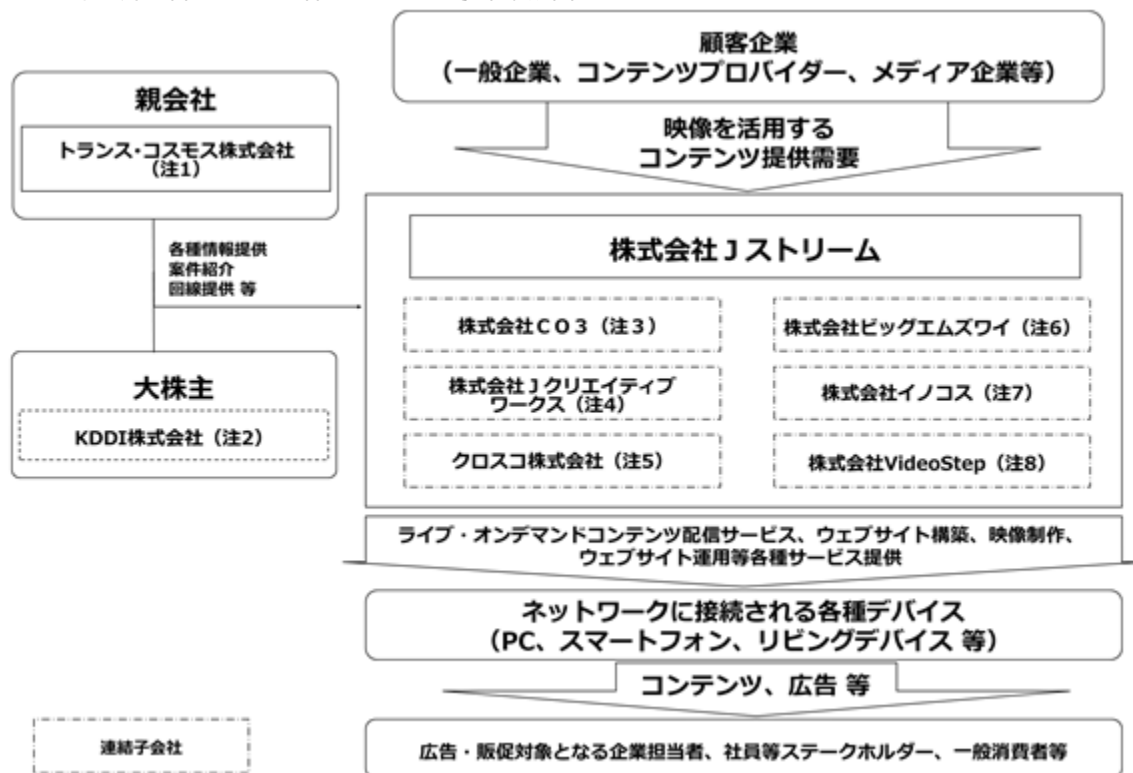 顧客企業
（一般企業、コンテンツプロバイダー、メディア企業等）
親会社
トランス・コスモス株式会社
（注1）
映像を活用する
コンテンツ提供需要
各種情報提供
案件紹介
回線提供 等
株式会社Ｊストリーム
株式会社ＣＯ３（注３）
株式会社ビッグエムズワイ（注6）
大株主
KDDI株式会社（注2）
株式会社Ｊクリエイティブ
ワークス（注4）
株式会社イノコス（注7）
クロスコ株式会社（注5）
株式会社VideoStep（注8）
ライブ・オンデマンドコンテンツ配信サービス、ウェブサイト構築、映像制作、
ウェブサイト運用等各種サービス提供
ネットワークに接続される各種デバイス
（PC、スマートフォン、リビングデバイス 等）
コンテンツ、広告 等
連結子会社
広告・販促対象となる企業担当者、社員等ステークホルダー、一般消費者等